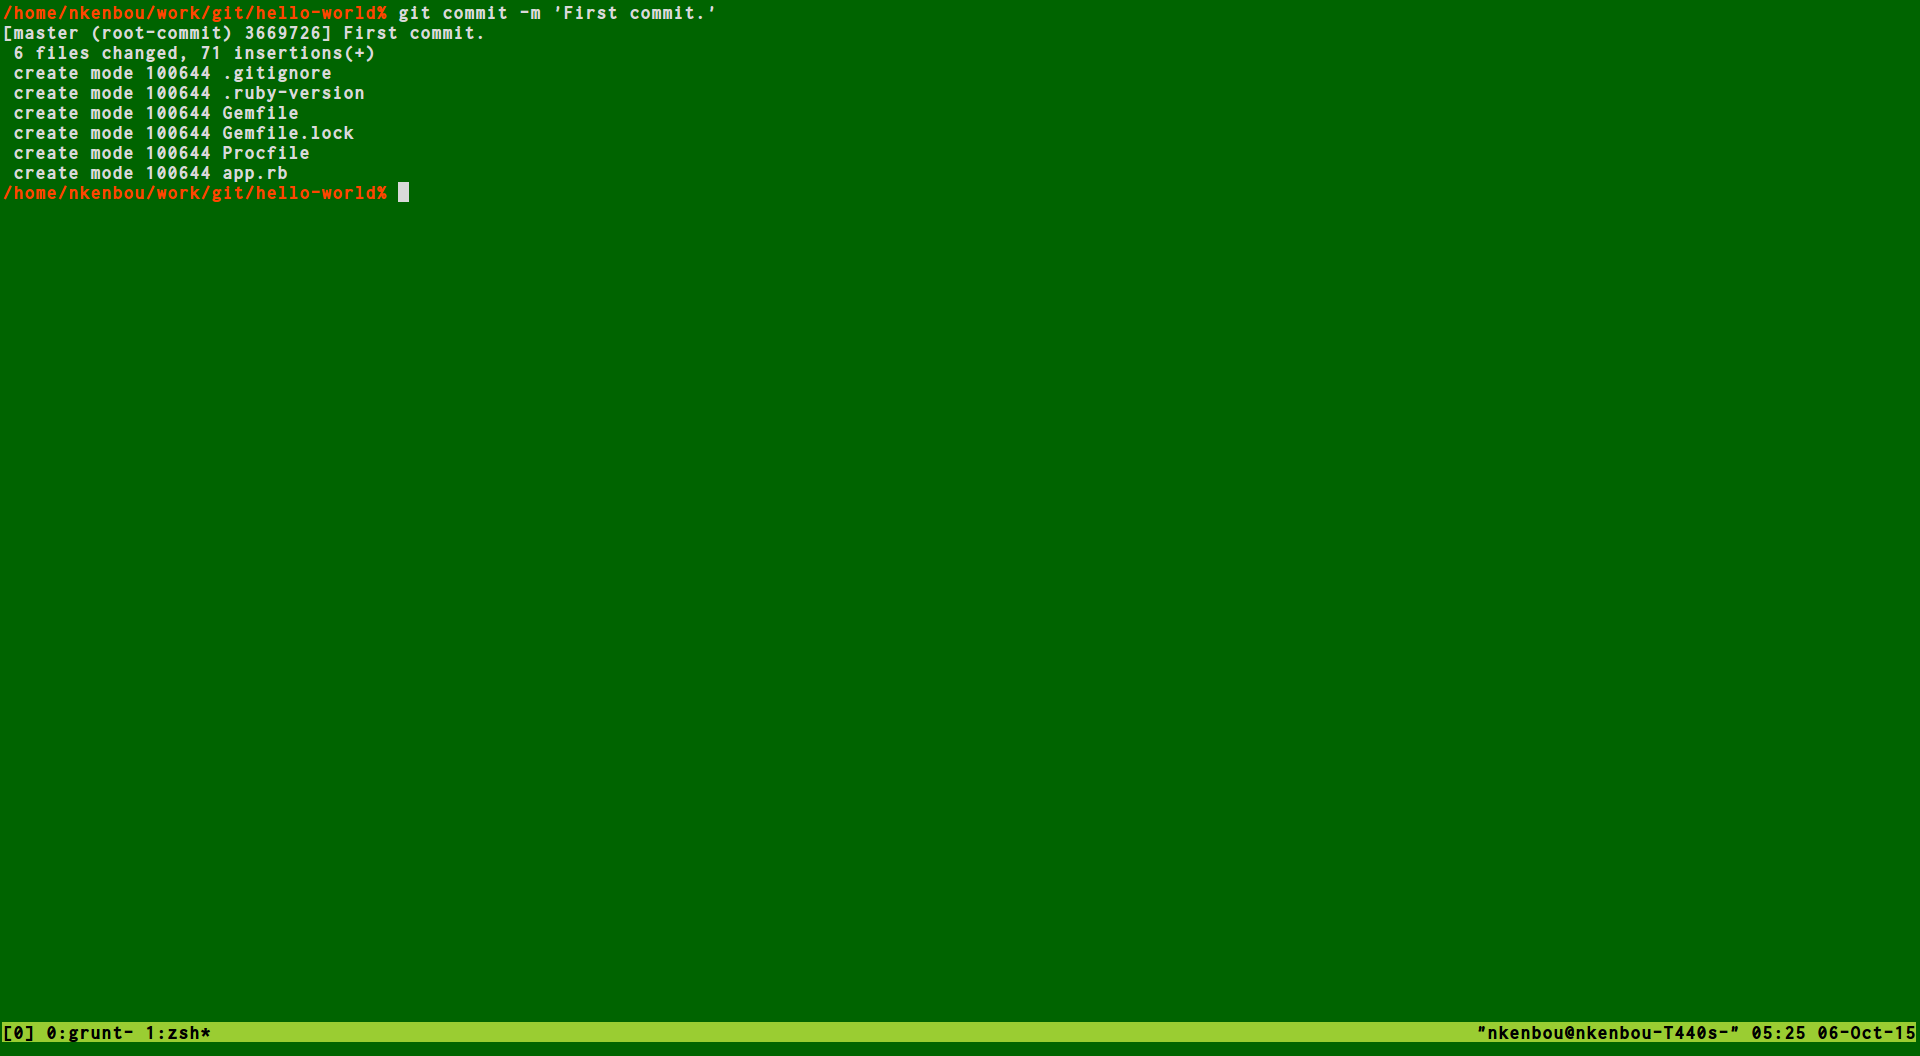 /home/nkenbou/work/git/hello-world% git commit -m 'First commit.'
[master (root-commit) 3669726] First commit.
 6 files changed, 71 insertions(+)
 create mode 100644 .gitignore
 create mode 100644 .ruby-version
 create mode 100644 Gemfile
 create mode 100644 Gemfile.lock
 create mode 100644 Procfile
 create mode 100644 app.rb
/home/nkenbou/work/git/hello-world%
[0] 0:grunt- 1:zsh* "nkenbou@nkenbou-T440s-" 05:25 06-Oct-15